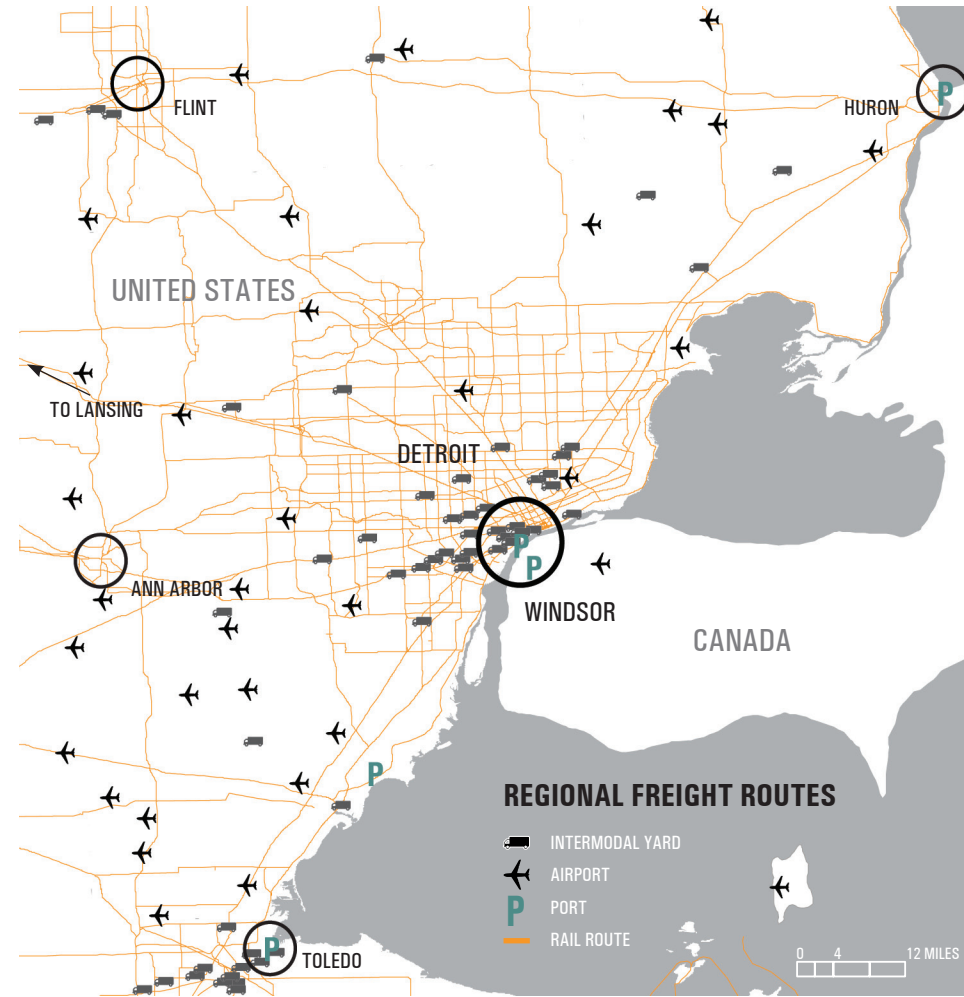 FLINT
HURON
P
UNITED STATES
TO LANSING
DETROIT
P
P
ANN ARBOR
WINDSOR
CANADA
P
REGIONAL FREIGHT ROUTES
INTERMODAL YARD
AIRPORT
P PORT
RAIL ROUTE
P
TOLEDO
0 4 12 MILES